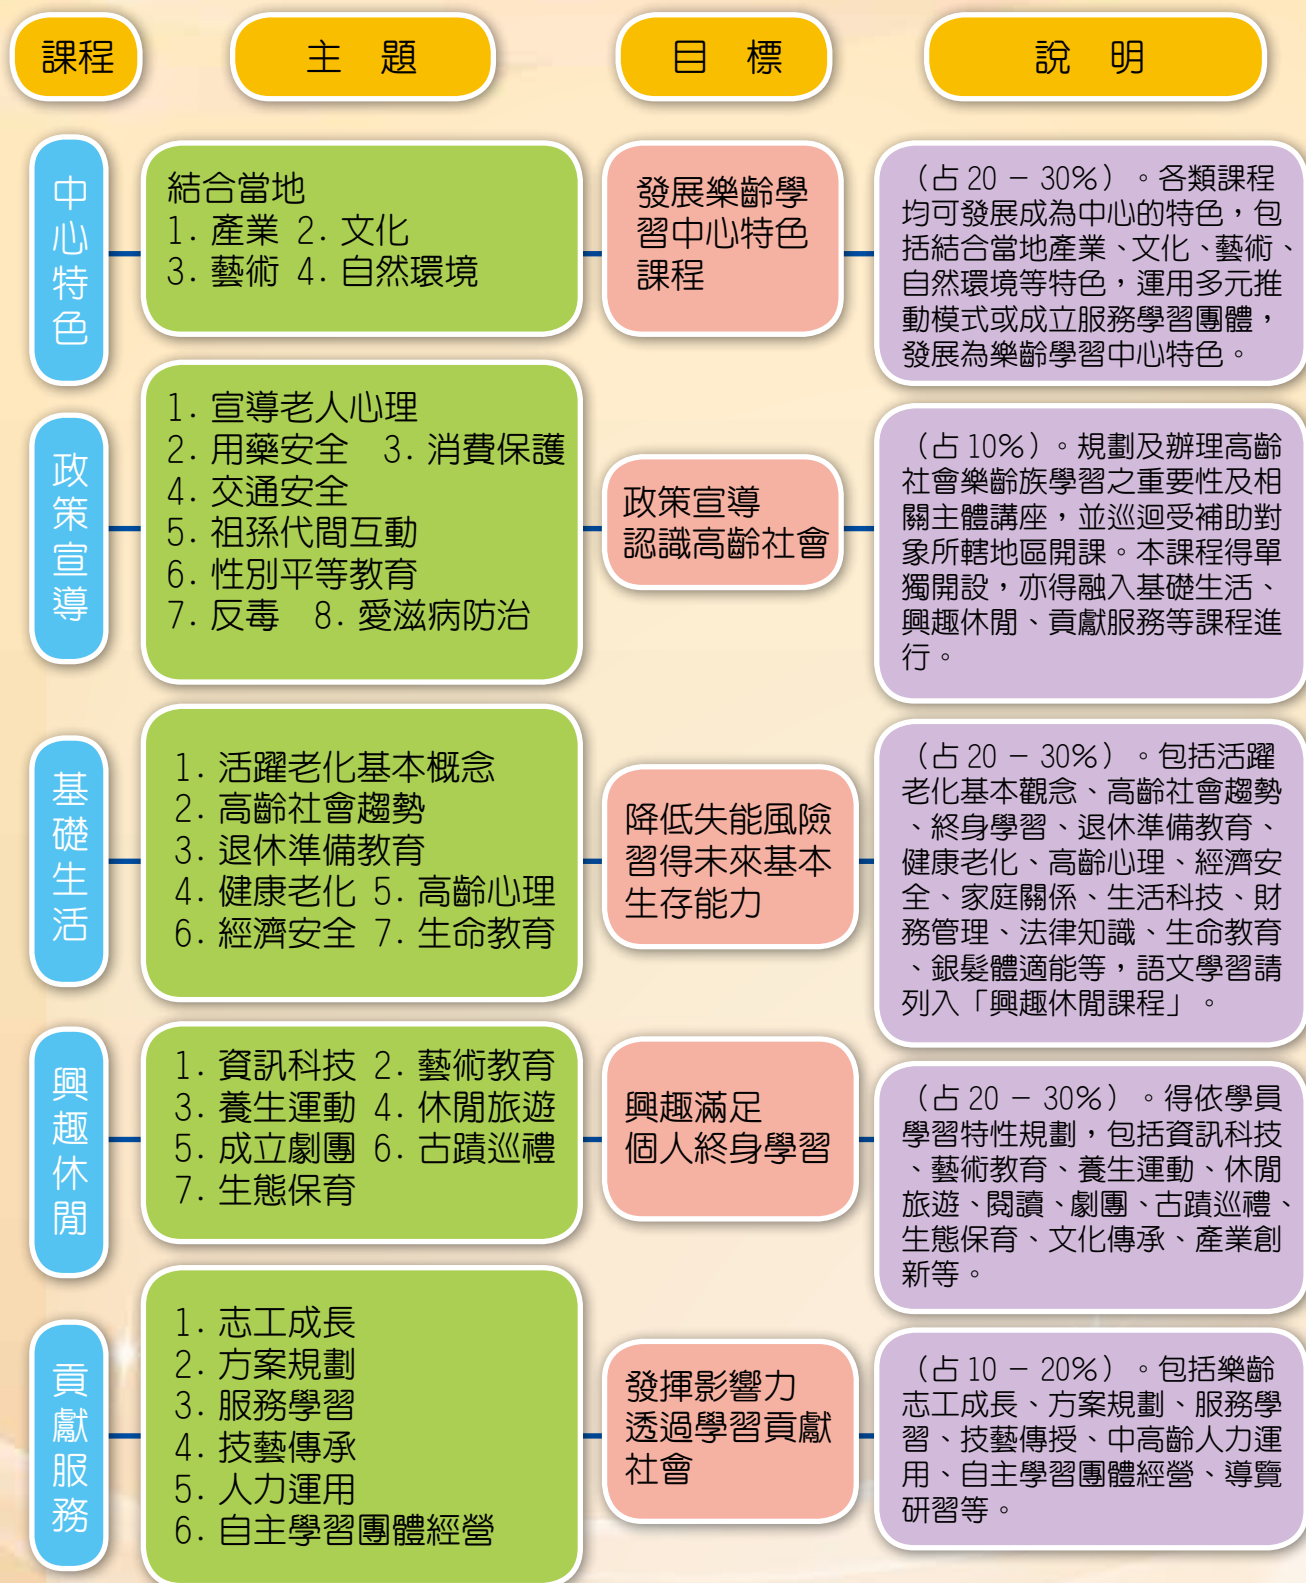 課程
主　題
目　標
說　明
中心特色
結合當地
1. 產業 2. 文化
3. 藝術 4. 自然環境
發展樂齡學
習中心特色
課程
（占 20 － 30%）。各類課程
均可發展成為中心的特色，包
括結合當地產業、文化、藝術、
自然環境等特色，運用多元推
動模式或成立服務學習團體，
發展為樂齡學習中心特色。
政策宣導
1. 宣導老人心理
2. 用藥安全　3. 消費保護
4. 交通安全
5. 祖孫代間互動
6. 性別平等教育
7. 反毒　8. 愛滋病防治
政策宣導
認識高齡社會
（占 10%）。規劃及辦理高齡
社會樂齡族學習之重要性及相
關主體講座，並巡迴受補助對
象所轄地區開課。本課程得單
獨開設，亦得融入基礎生活、
興趣休閒、貢獻服務等課程進
行。
基礎生活
1. 活躍老化基本概念
2. 高齡社會趨勢
3. 退休準備教育
4. 健康老化 5. 高齡心理
6. 經濟安全 7. 生命教育
降低失能風險
習得未來基本
生存能力
（占 20 － 30%）。包括活躍
老化基本觀念、高齡社會趨勢
、終身學習、退休準備教育、
健康老化、高齡心理、經濟安
全、家庭關係、生活科技、財
務管理、法律知識、生命教育
、銀髮體適能等，語文學習請
列入「興趣休閒課程」。
興趣休閒
1. 資訊科技 2. 藝術教育
3. 養生運動 4. 休閒旅遊
5. 成立劇團 6. 古蹟巡禮
7. 生態保育
興趣滿足
個人終身學習
（占 20 － 30%）。得依學員
學習特性規劃，包括資訊科技
、藝術教育、養生運動、休閒
旅遊、閱讀、劇團、古蹟巡禮、
生態保育、文化傳承、產業創
新等。
貢獻服務
1. 志工成長
2. 方案規劃
3. 服務學習
4. 技藝傳承
5. 人力運用
6. 自主學習團體經營
發揮影響力
透過學習貢獻
社會
（占 10 － 20%）。包括樂齡
志工成長、方案規劃、服務學
習、技藝傳授、中高齡人力運
用、自主學習團體經營、導覽
研習等。